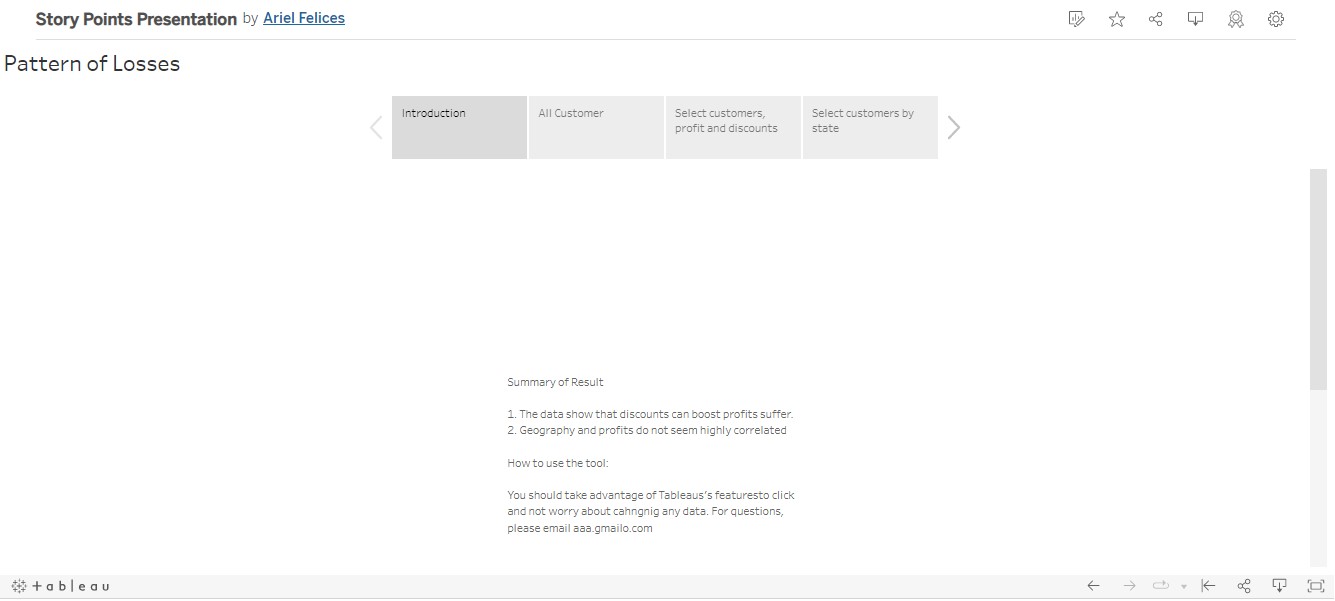 Story Points Presentation by Ariel Felices
Pattern of Losses
Introduction
All Customer
Select customers,
profit and discounts
Select customers by
state
Summary of Result
1. The data show that discounts can boost profits suffer.
2. Geography and profits do not seem highly correlated
How to use the tool:
You should take advantage of Tableaus's featuresto click
and not worry about cahngnig any data. For questions,
please email aaa.gmailo.com
+ableau